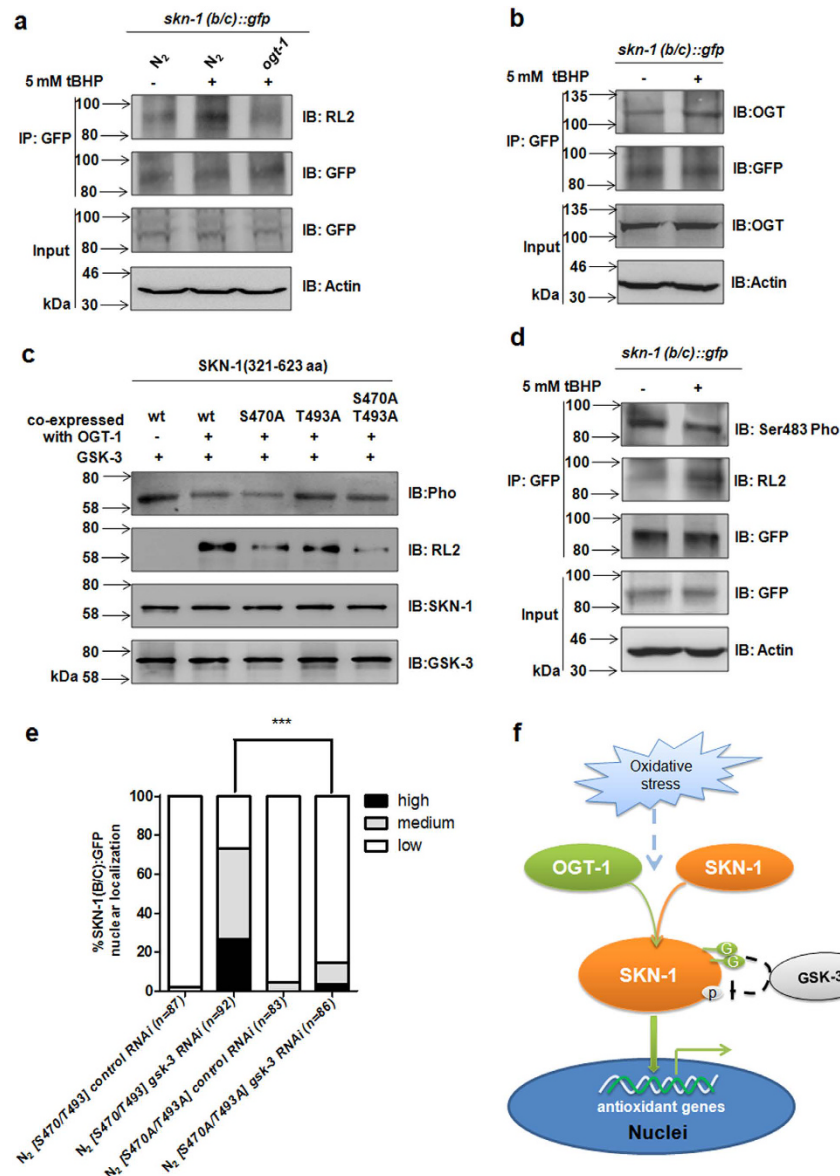 a
skn-1 (b/c)::gfp
N2 N2 ogt-1
5 mM tBHP - + +
IP: GFP
100
80
IB: RL2
100
80
IB: GFP
Input
100
80
IB: GFP
46
kDa 30
IB: Actin
b
skn-1 (b/c)::gfp
5 mM tBHP - +
IP: GFP
135
100
IB:OGT
100
80
IB:GFP
Input
135
100
IB:OGT
46
kDa 30
IB:Actin
c
SKN-1(321-623 aa)
wt wt S470A T493A S470A T493A
co-expressed with OGT-1 - + + + +
GSK-3 + + + + +
80
58
IB:Pho
80
58
IB: RL2
80
58
IB:SKN-1
80
kDa 58
IB:GSK-3
d
skn-1 (b/c)::gfp
5 mM tBHP - +
IP: GFP
100
80
IB: Ser483 Pho
100
80
IB: RL2
100
80
IB: GFP
Input
100
80
IB: GFP
46
kDa 30
IB: Actin
e
***
high
medium
low
%SKN-1(B/C):GFP
nuclear localization
100
80
60
40
20
0
N2 [S470/T493] control RNAi (n=87)
N2 [S470/T493] gsk-3 RNAi (n=92)
N2 [S470A/T493A] control RNAi (n=83)
N2 [S470A/T493A] gsk-3 RNAi (n=86)
f
Oxidative
stress
OGT-1
SKN-1
SKN-1
G
G
p
GSK-3
antioxidant genes
Nuclei